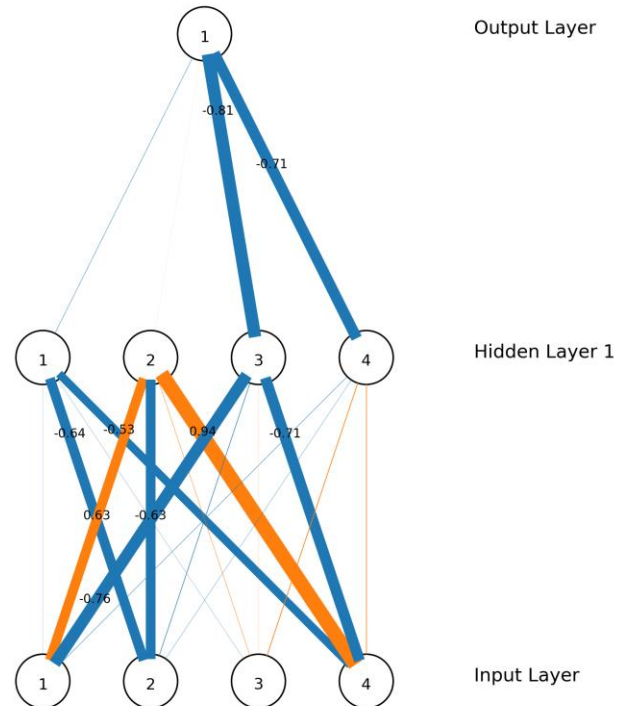 1 Output Layer
-0.81
-0.71
1 2 3 4 Hidden Layer 1
-0.64 -0.53 0.94 -0.71
0.63 -0.63
-0.76
1 2 3 4 Input Layer